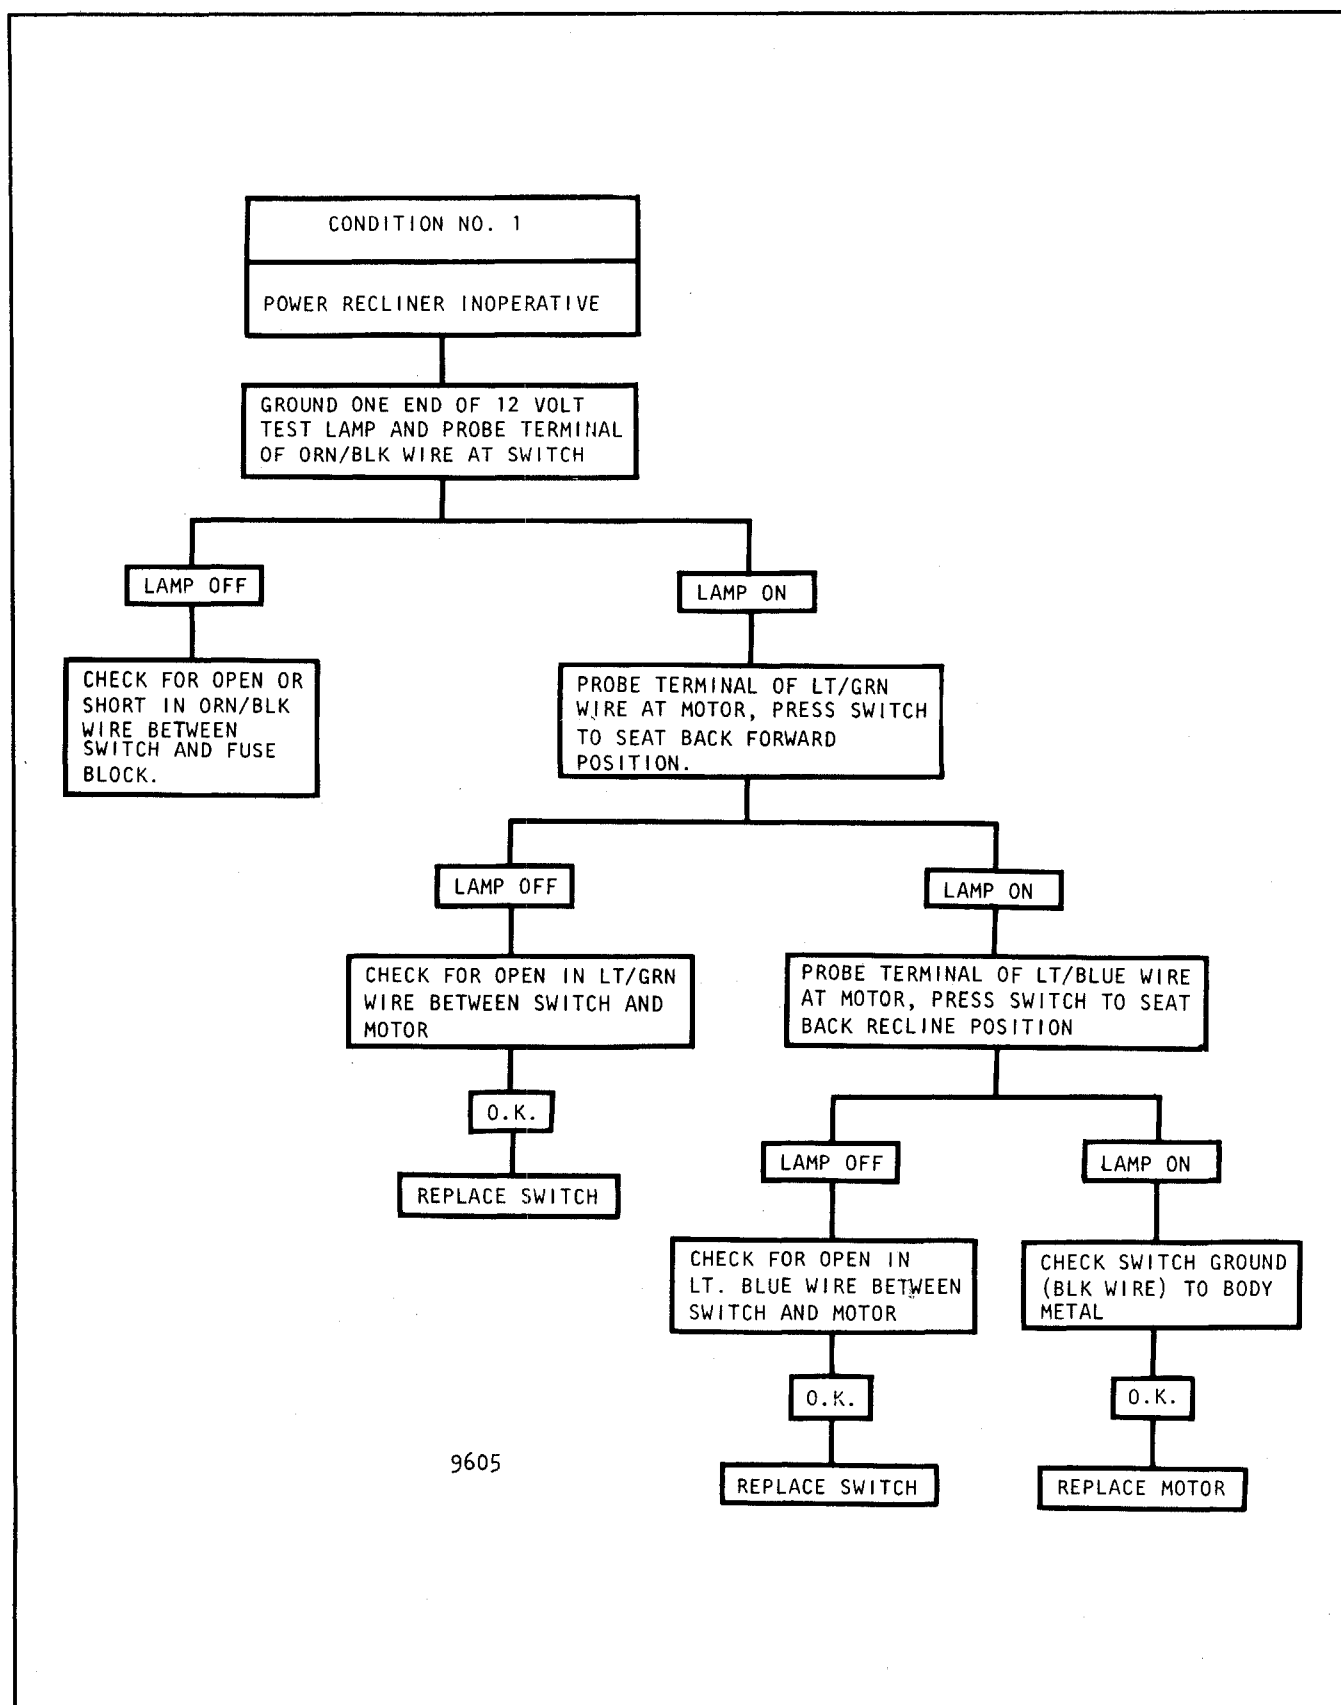 CONDITION NO. 1
POWER RECLINER INOPERATIVE
GROUND ONE END OF 12 VOLT
TEST LAMP AND PROBE TERMINAL
OF ORN/BLK WIRE AT SWITCH
LAMP OFF
LAMP ON
CHECK FOR OPEN OR
SHORT IN ORN/BLK
WIRE BETWEEN
SWITCH AND FUSE
BLOCK.
PROBE TERMINAL OF LT/GRN
WIRE AT MOTOR, PRESS SWITCH
TO SEAT BACK FORWARD
POSITION.
LAMP OFF
LAMP ON
CHECK FOR OPEN IN LT/GRN
WIRE BETWEEN SWITCH AND
MOTOR
PROBE TERMINAL OF LT/BLUE WIRE
AT MOTOR, PRESS SWITCH TO SEAT
BACK RECLINE POSITION
O.K.
REPLACE SWITCH
LAMP OFF
LAMP ON
CHECK FOR OPEN IN
LT. BLUE WIRE BETWEEN
SWITCH AND MOTOR
CHECK SWITCH GROUND
(BLK WIRE) TO BODY
METAL
O.K.
O.K.
REPLACE SWITCH
REPLACE MOTOR
9605